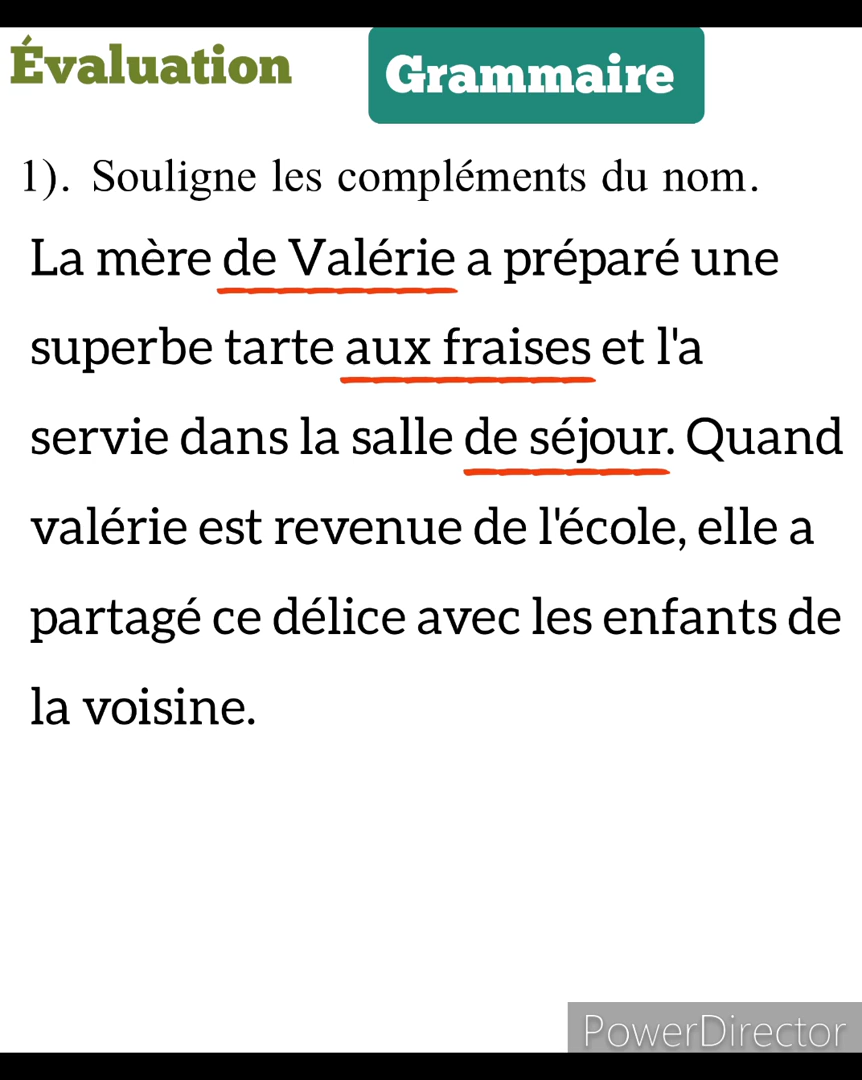 Évaluation
Grammaire
1). Souligne les compléments du nom.
La mère de Valérie a préparé une
superbe tarte aux fraises et l'a
servie dans la salle de séjour. Quand
valérie est revenue de l'école, elle a
partagé ce délice avec les enfants de
la voisine.
PowerDirector